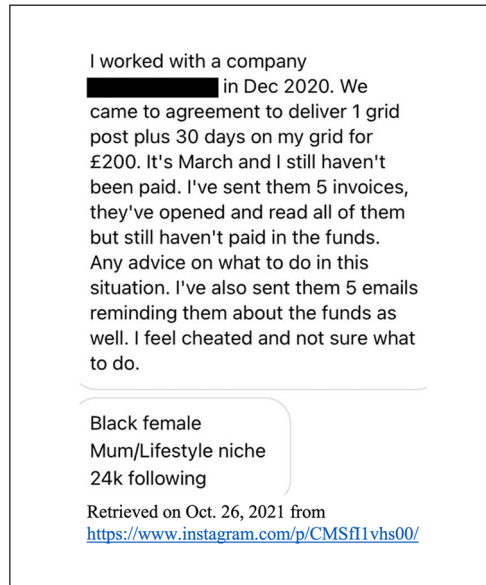 I worked with a company
in Dec 2020. We
came to agreement to deliver 1 grid
post plus 30 days on my grid for
£200. It's March and I still haven't
been paid. I've sent them 5 invoices,
they've opened and read all of them
but still haven't paid in the funds.
Any advice on what to do in this
situation. I've also sent them 5 emails
reminding them about the funds as
well. I feel cheated and not sure what
to do.
Black female
Mum/Lifestyle niche
24k following
Retrieved on Oct. 26, 2021 from
https://www.instagram.com/p/CMSfI1vhs00/